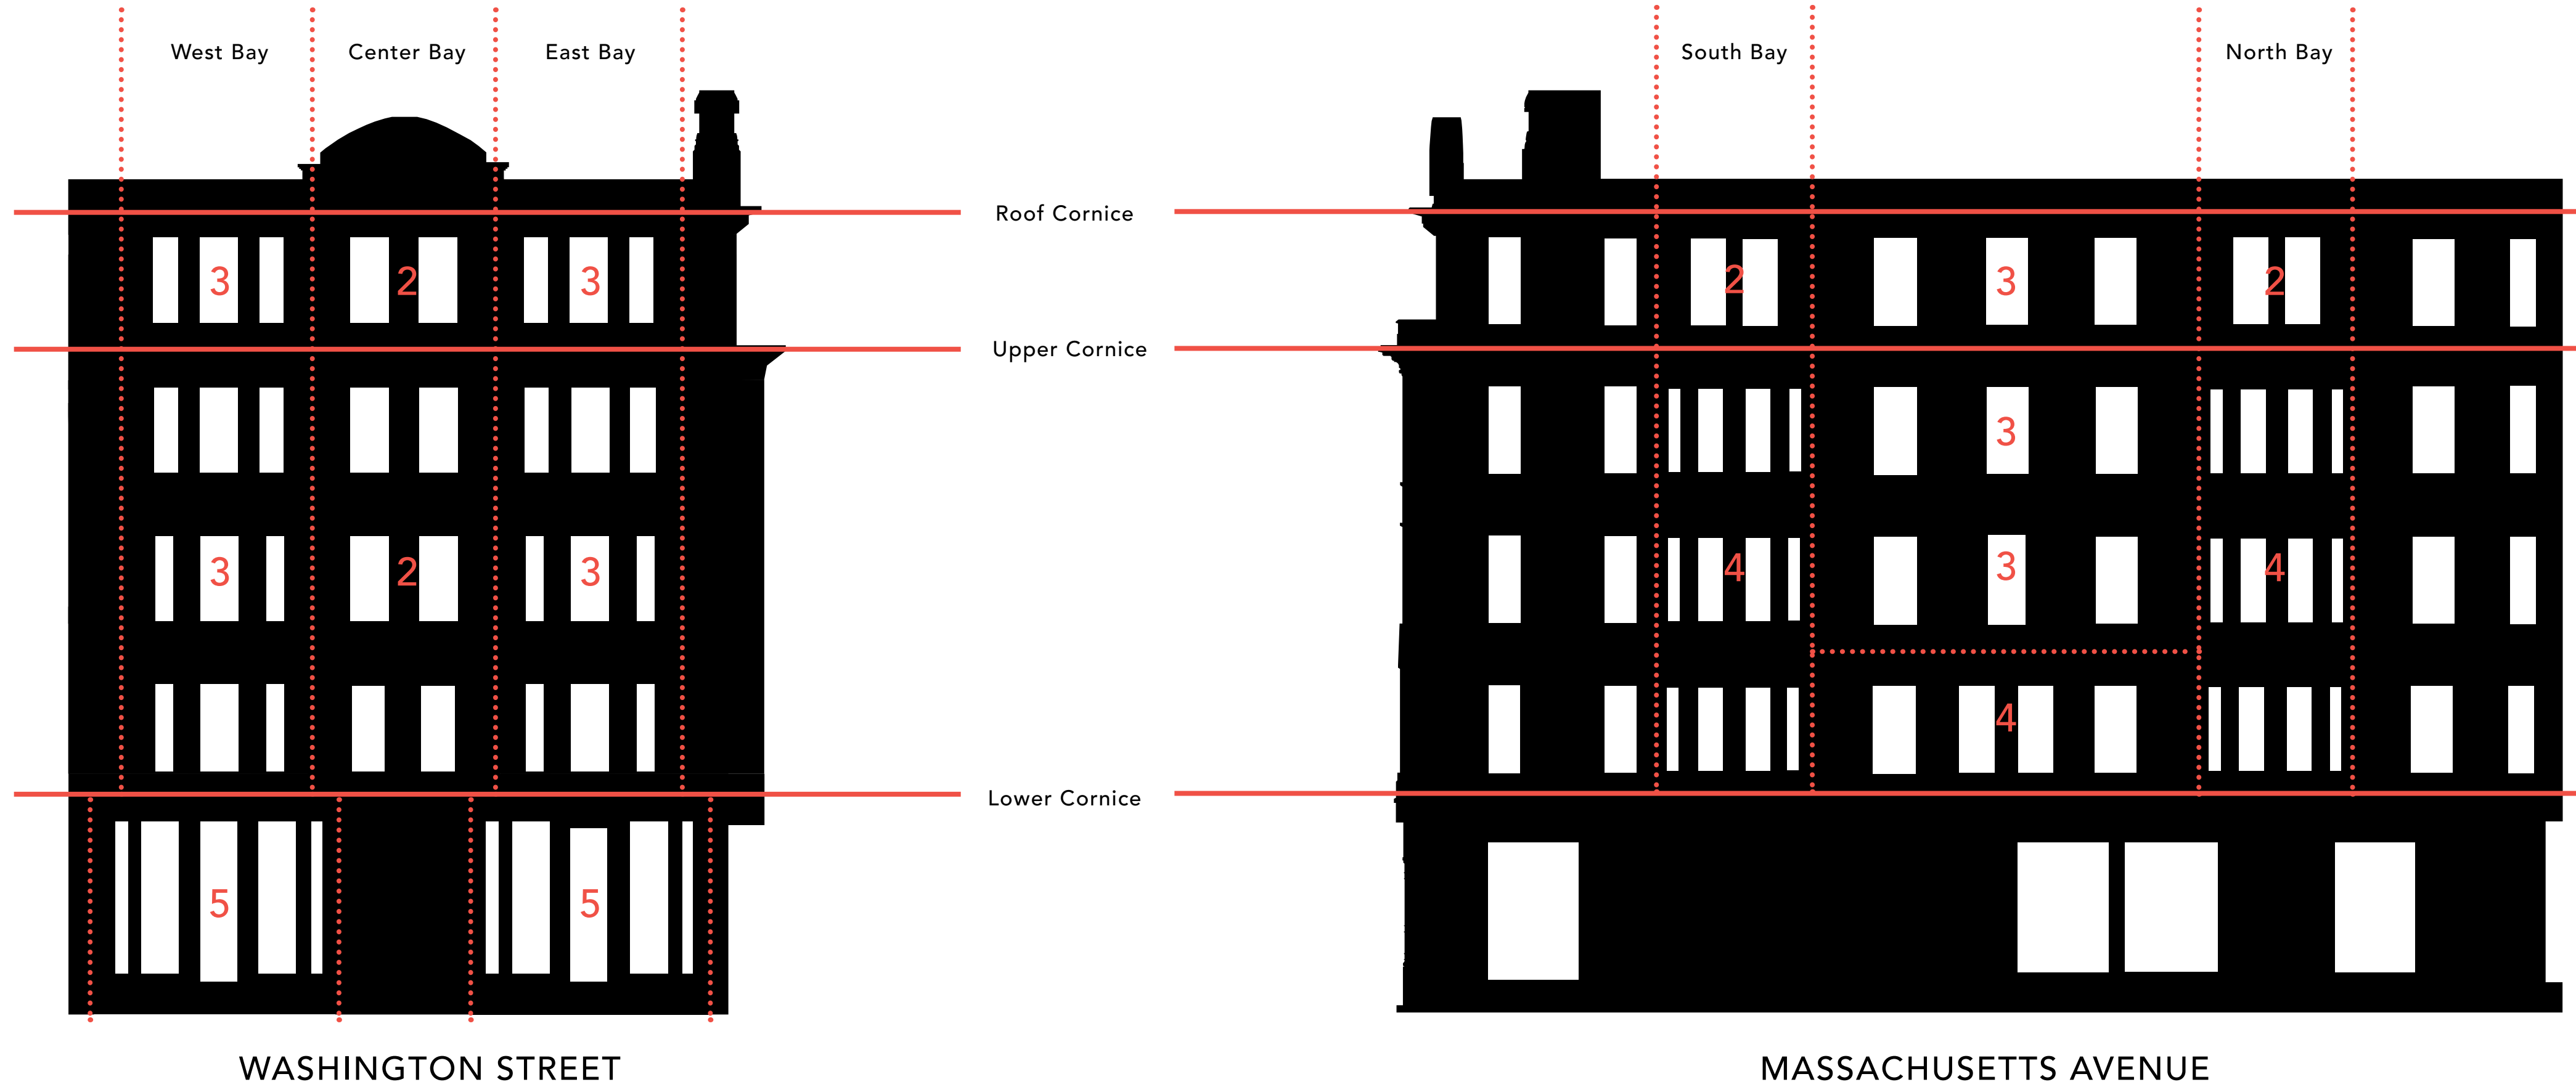 West Bay
Center Bay
East Bay
South Bay
North Bay
Roof Cornice
3 2 3
2 3 2
Upper Cornice
3
3 2 3
4 3 4
4
Lower Cornice
5 5
WASHINGTON STREET
MASSACHUSETTS AVENUE